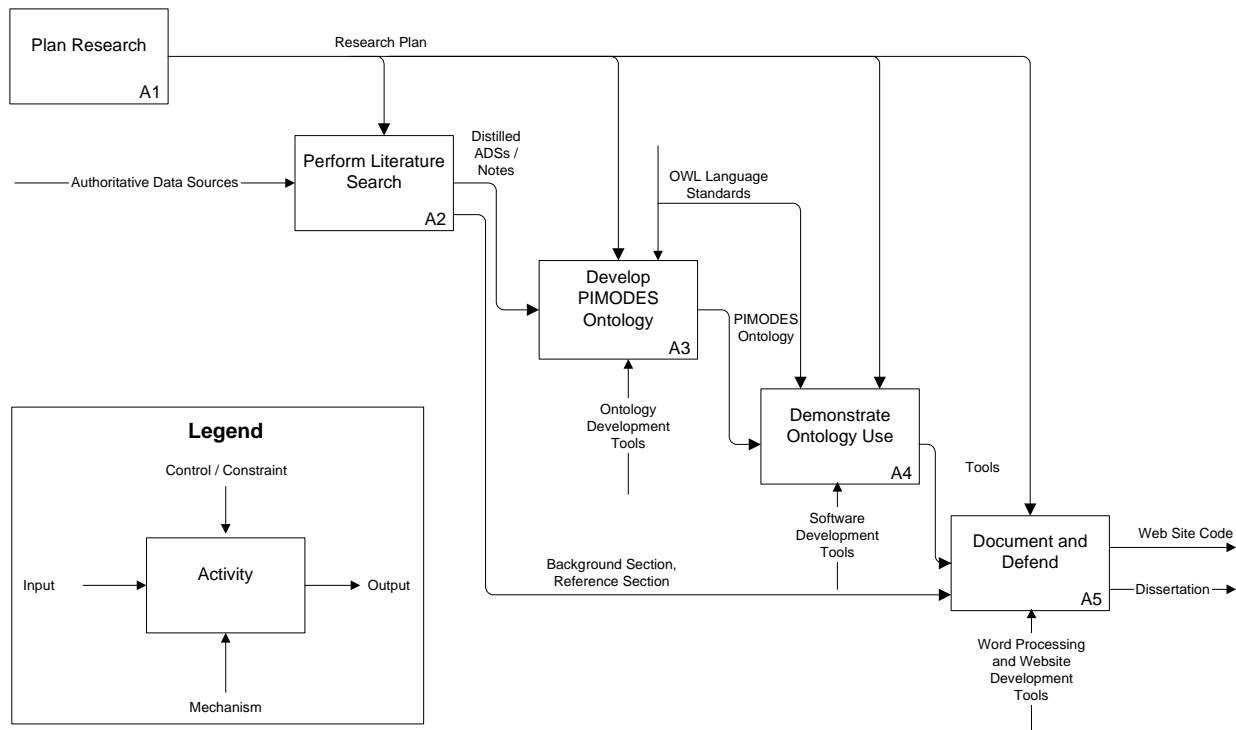 Plan Research
A1
Research Plan
Authoritative Data Sources
Perform Literature
Search
A2
Distilled
ADSs /
Notes
OWL Language
Standards
Develop
PIMODES
Ontology
A3
PIMODES
Ontology
Ontology
Development
Tools
Demonstrate
Ontology Use
A4
Tools
Software
Development
Tools
Background Section,
Reference Section
Document and
Defend
A5
Web Site Code
Dissertation
Word Processing
and Website
Development
Tools
Legend
Control / Constraint
Input
Activity
Output
Mechanism